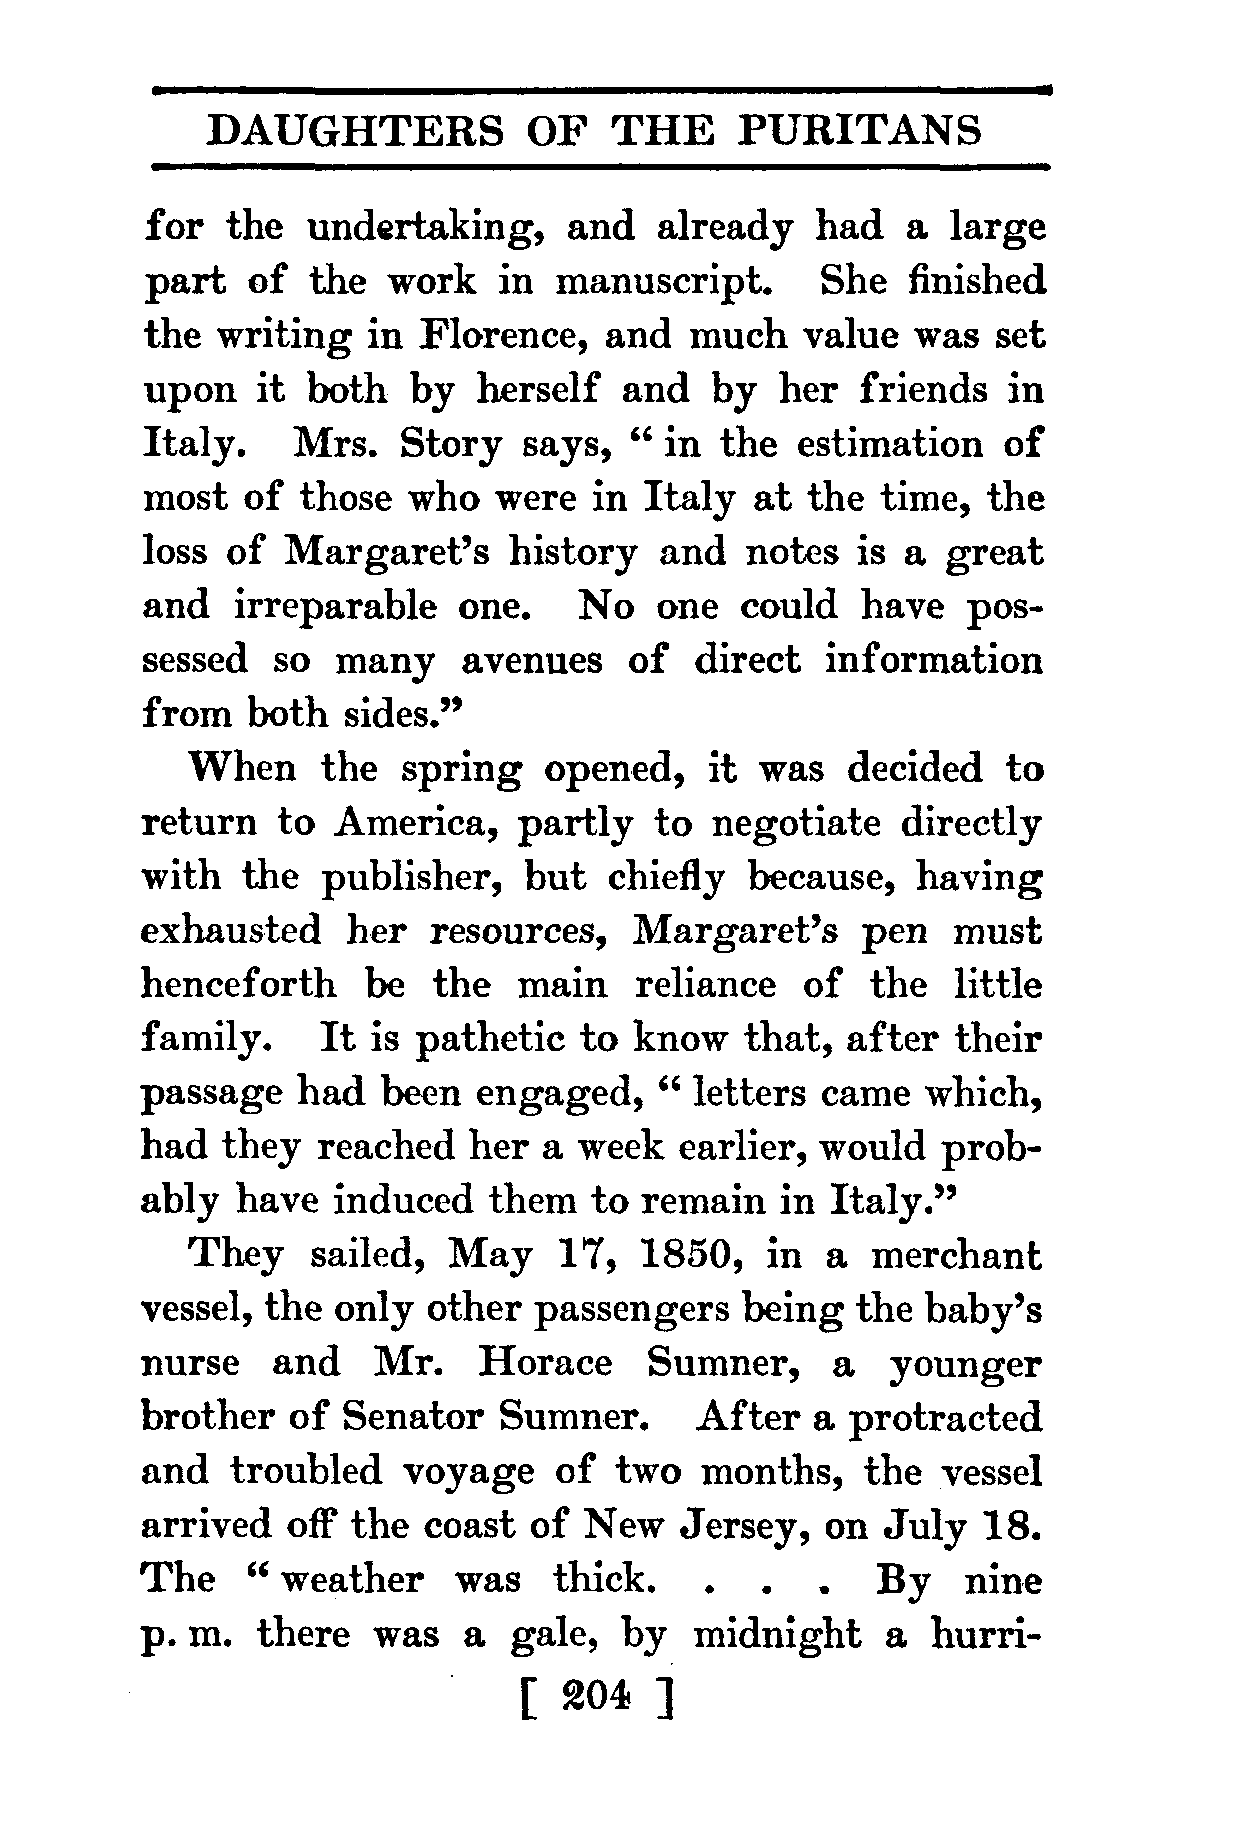 DAUGHTERS OF THE PURITANS
for the undertaking, and already had a large
part of the work in manuscript. She finished
the writing in Florence, and much value was set
upon it both by herself and by her friends in
Italy. Mrs. Story says, “ in the estimation of
most of those who were in Italy at the time, the
loss of Margaret’s history and notes is a great
and irreparable one. No one could have pos-
sessed so many avenues of direct information
from both sides.”
When the spring opened, it was decided to
return to America, partly to negotiate directly
with the publisher, but chiefly because, having
exhausted her resources, Margaret’s pen must
henceforth be the main reliance of the little
family. It is pathetic to know that, after their
passage had been engaged, “ letters came which,
had they reached her a week earlier, would prob-
ably have induced them to remain in Italy.”
They sailed, May 17, 1850, in a merchant
vessel, the only other passengers being the baby’s
nurse and Mr. Horace Sumner, a younger
brother of Senator Sumner. After a protracted
and troubled voyage of two months, the vessel
arrived off the coast of New Jersey, on July 18.
The “ weather was thick. . . . By nine
p. m. there was a gale, by midnight a hurri-
[ 204 ]